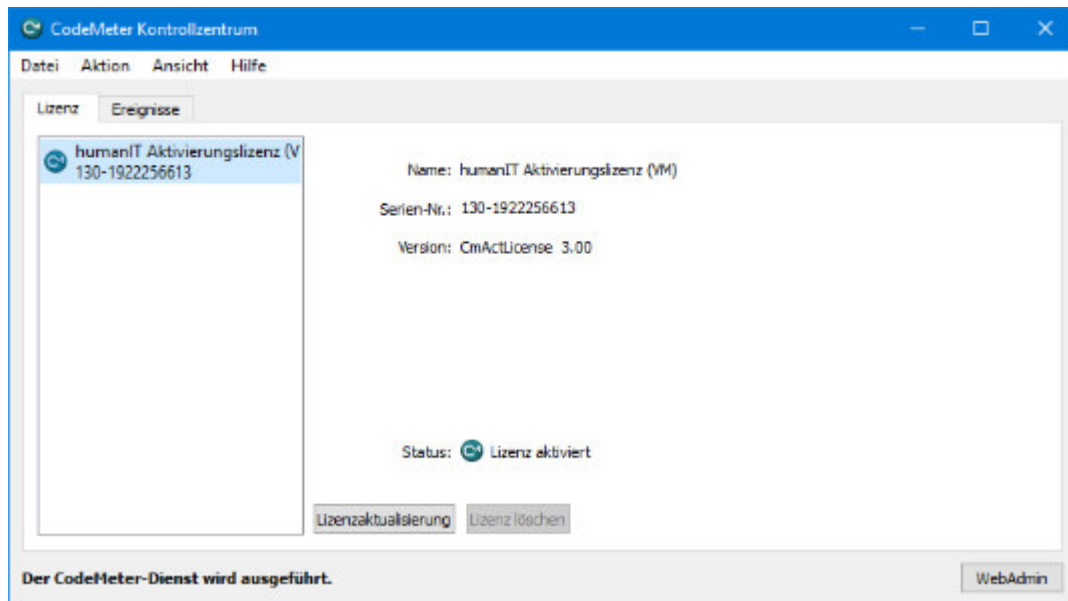 CodeMeter Kontrollzentrum
Datei Aktion Ansicht Hilfe
Lizenz Ereignisse
humanIT Aktivierungslizenz (V
130-1922256613
Name: humanIT Aktivierungslizenz (VM)
Serien-Nr.: 130-1922256613
Version: CmActLicense 3.00
Status: Lizenz aktiviert
Lizenzaktualisierung Lizenz löschen
Der CodeMeter-Dienst wird ausgeführt. WebAdmin